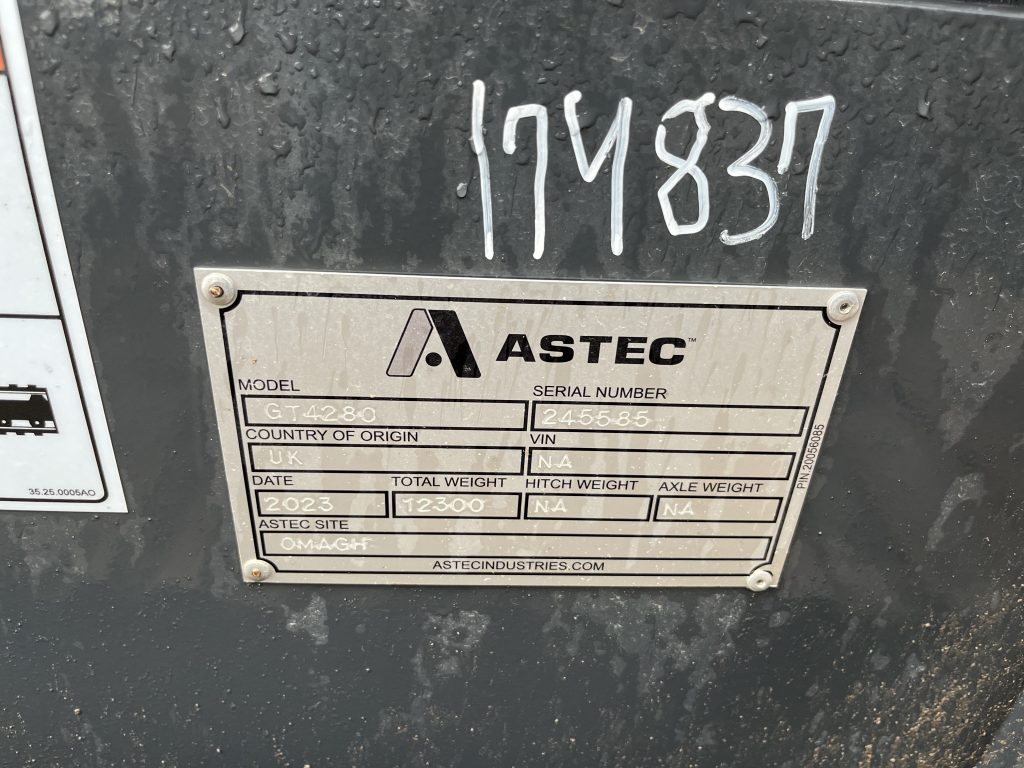 174837
ASTEC™
MODEL
SERIAL NUMBER
GT4280
245585
COUNTRY OF ORIGIN
VIN
UK
NA
DATE
TOTAL WEIGHT
HITCH WEIGHT
AXLE WEIGHT
2023
12300
NA
NA
ASTEC SITE
OMAGH
ASTECINDUSTRIES.COM
PIN.20056085
35.25.0005AO